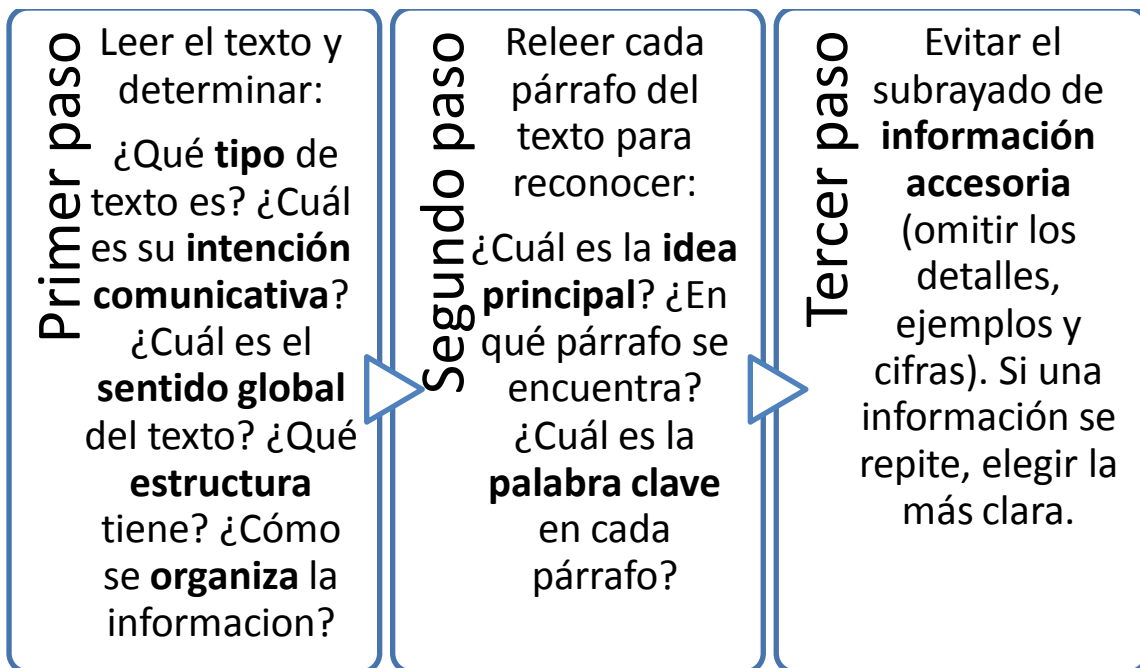 Primer paso
Leer el texto y
determinar:
¿Qué tipo de
texto es? ¿Cuál
es su intención
comunicativa?
¿Cuál es el
sentido global
del texto? ¿Qué
estructura
tiene? ¿Cómo
se organiza la
informacion?
Segundo paso
Releer cada
párrafo del
texto para
reconocer:
¿Cuál es la idea
principal? ¿En
qué párrafo se
encuentra?
¿Cuál es la
palabra clave
en cada
párrafo?
Tercer paso
Evitar el
subrayado de
información
accesoria
(omitir los
detalles,
ejemplos y
cifras). Si una
información se
repite, elegir la
más clara.